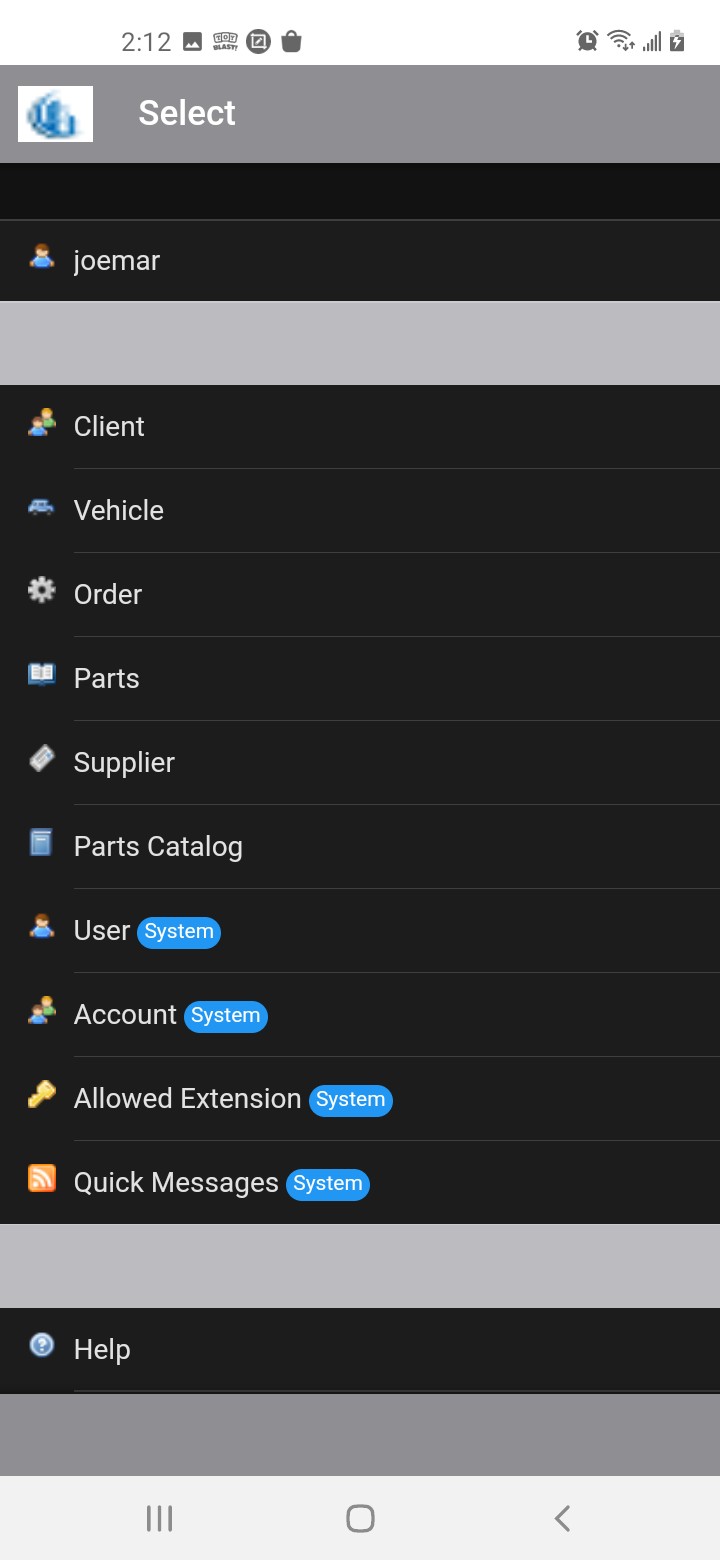 2:12
Select
joemar
Client
Vehicle
Order
Parts
Supplier
Parts Catalog
User System
Account System
Allowed Extension System
Quick Messages System
Help